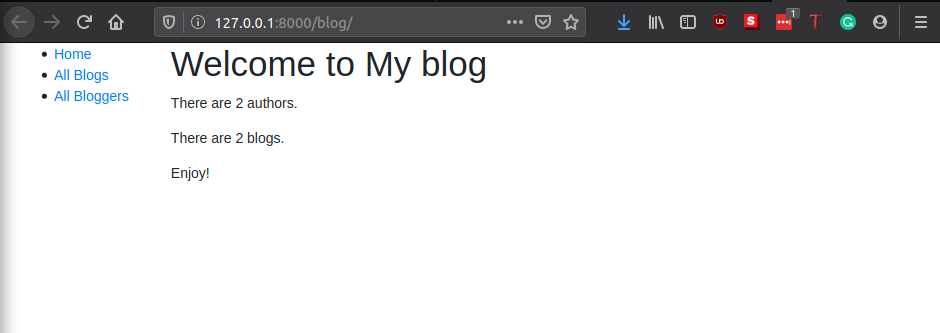 127.0.0.1:8000/blog/
1
Home
All Blogs
All Bloggers
Welcome to My blog
There are 2 authors.
There are 2 blogs.
Enjoy!